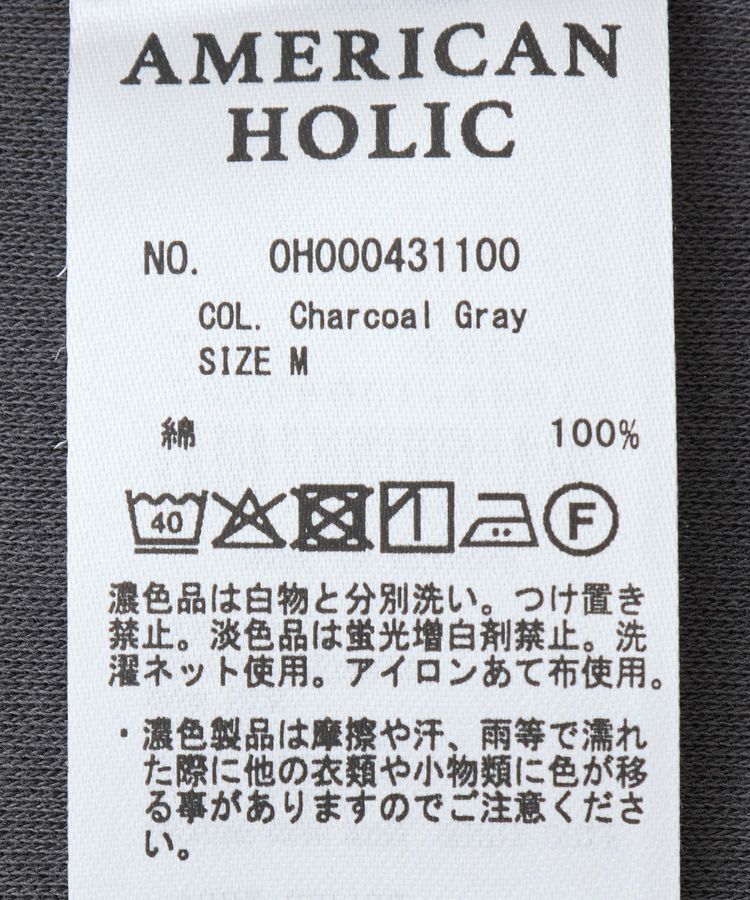 AMERICAN
HOLIC
NO. 0H000431100
COL. Charcoal Gray
SIZE M
綿 100%
40 F
濃色品は白物と分別洗い。つけ置き
禁止。淡色品は蛍光増白剤禁止。洗
濯ネット使用。アイロンあて布使用。
・濃色製品は摩擦や汗、雨等で濡れ
た際に他の衣類や小物類に色が移
る事がありますのでご注意くださ
い。